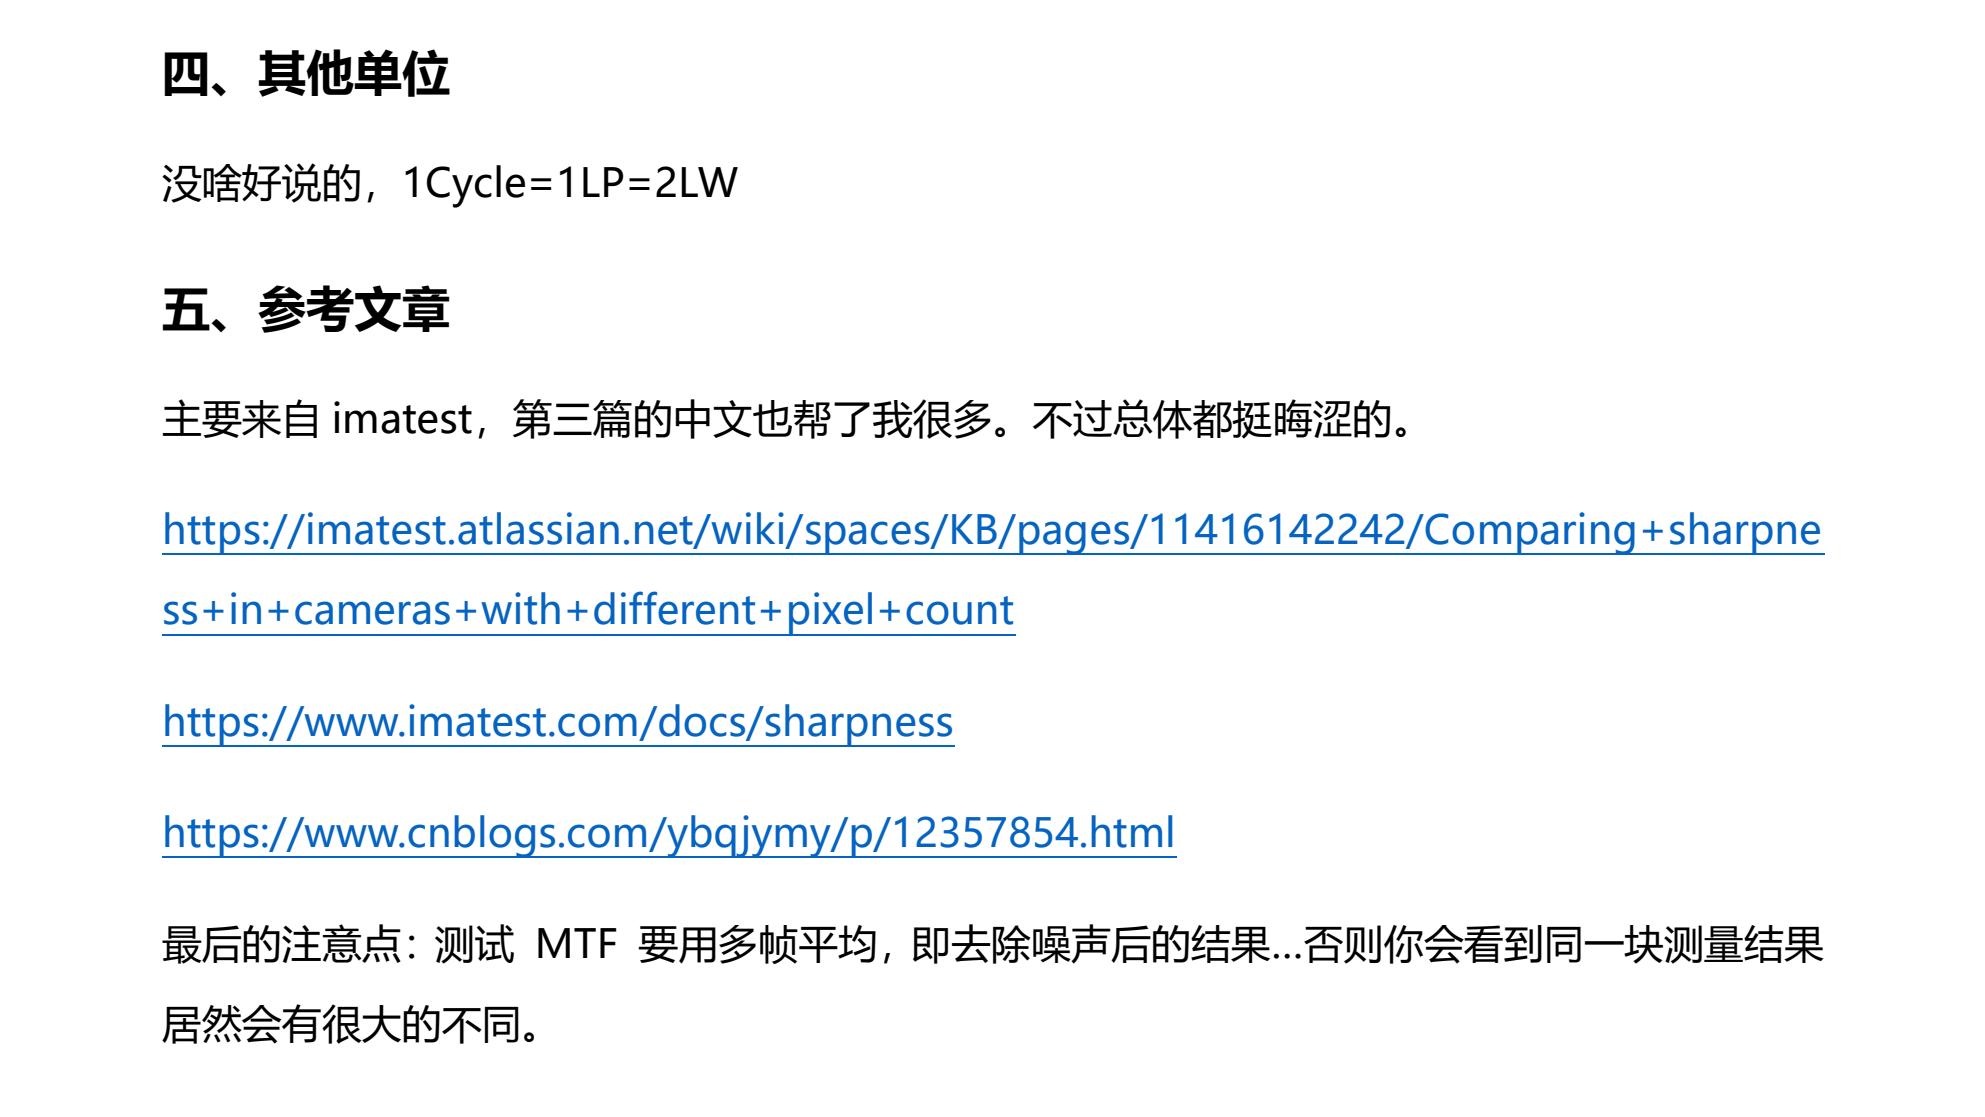 四、其他单位
没啥好说的，1Cycle=1LP=2LW
五、参考文章
主要来自 imatest，第三篇的中文也帮了我很多。不过总体都挺晦涩的。
https://imatest.atlassian.net/wiki/spaces/KB/pages/11416142242/Comparing+sharpne
ss+in+cameras+with+different+pixel+count
https://www.imatest.com/docs/sharpness
https://www.cnblogs.com/ybqjymy/p/12357854.html
最后的注意点：测试 MTF 要用多帧平均，即去除噪声后的结果…否则你会看到同一块测量结果
居然会有很大的不同。